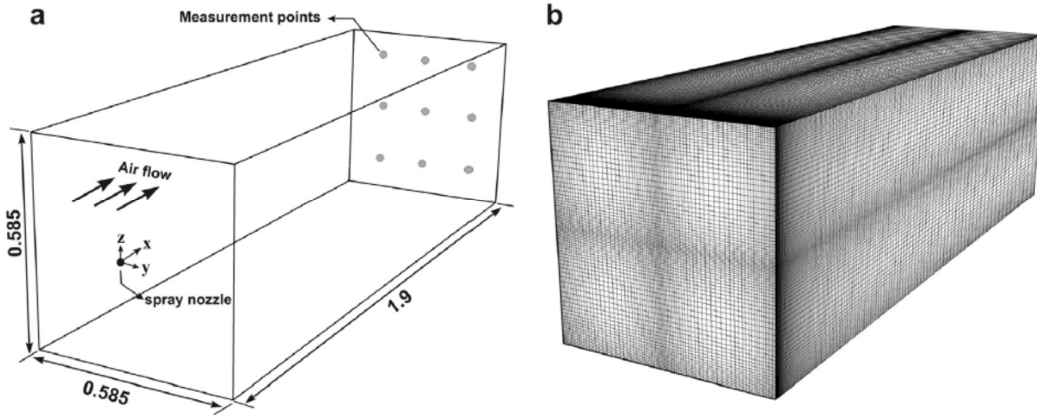 a
Measurement points
Air flow
0.585
z
x
y
spray nozzle
1.9
0.585
b